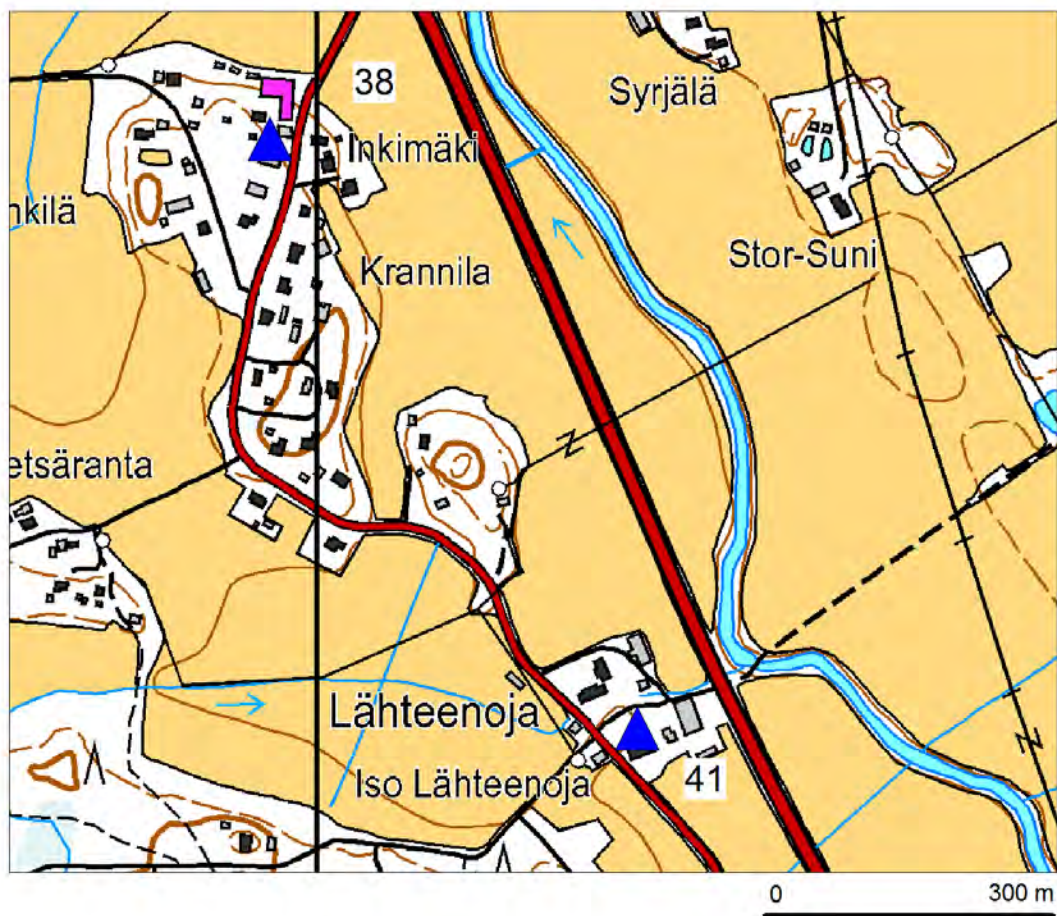 38
Syrjälä
Inkimäki
nkilä
Stor-Suni
Krannila
etsäranta
Lähteenoja
Iso Lähteenoja
41
0 300 m